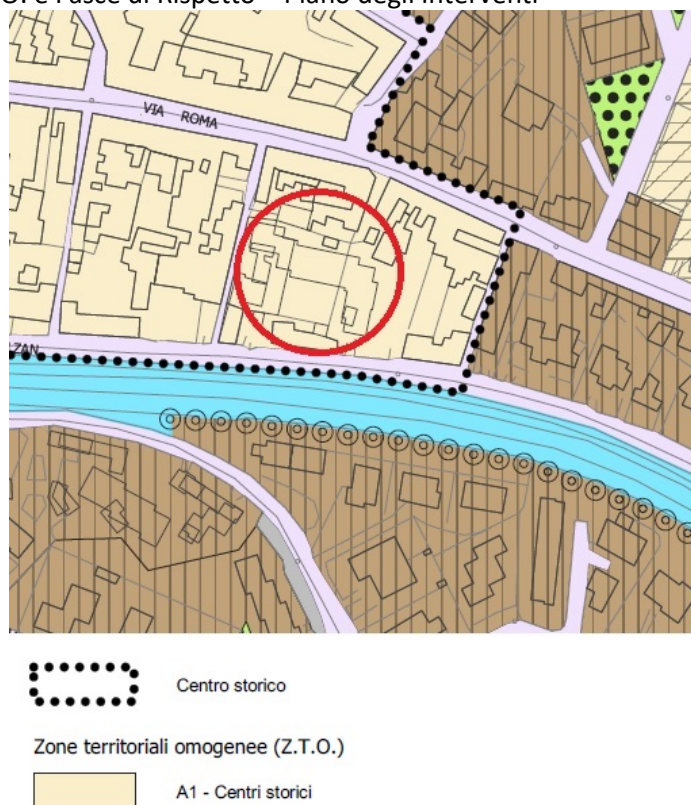 Piano degli Interventi
VIA ROMA
ZAN
Centro storico
Zone territoriali omogenee (Z.T.O.)
A1 - Centri storici